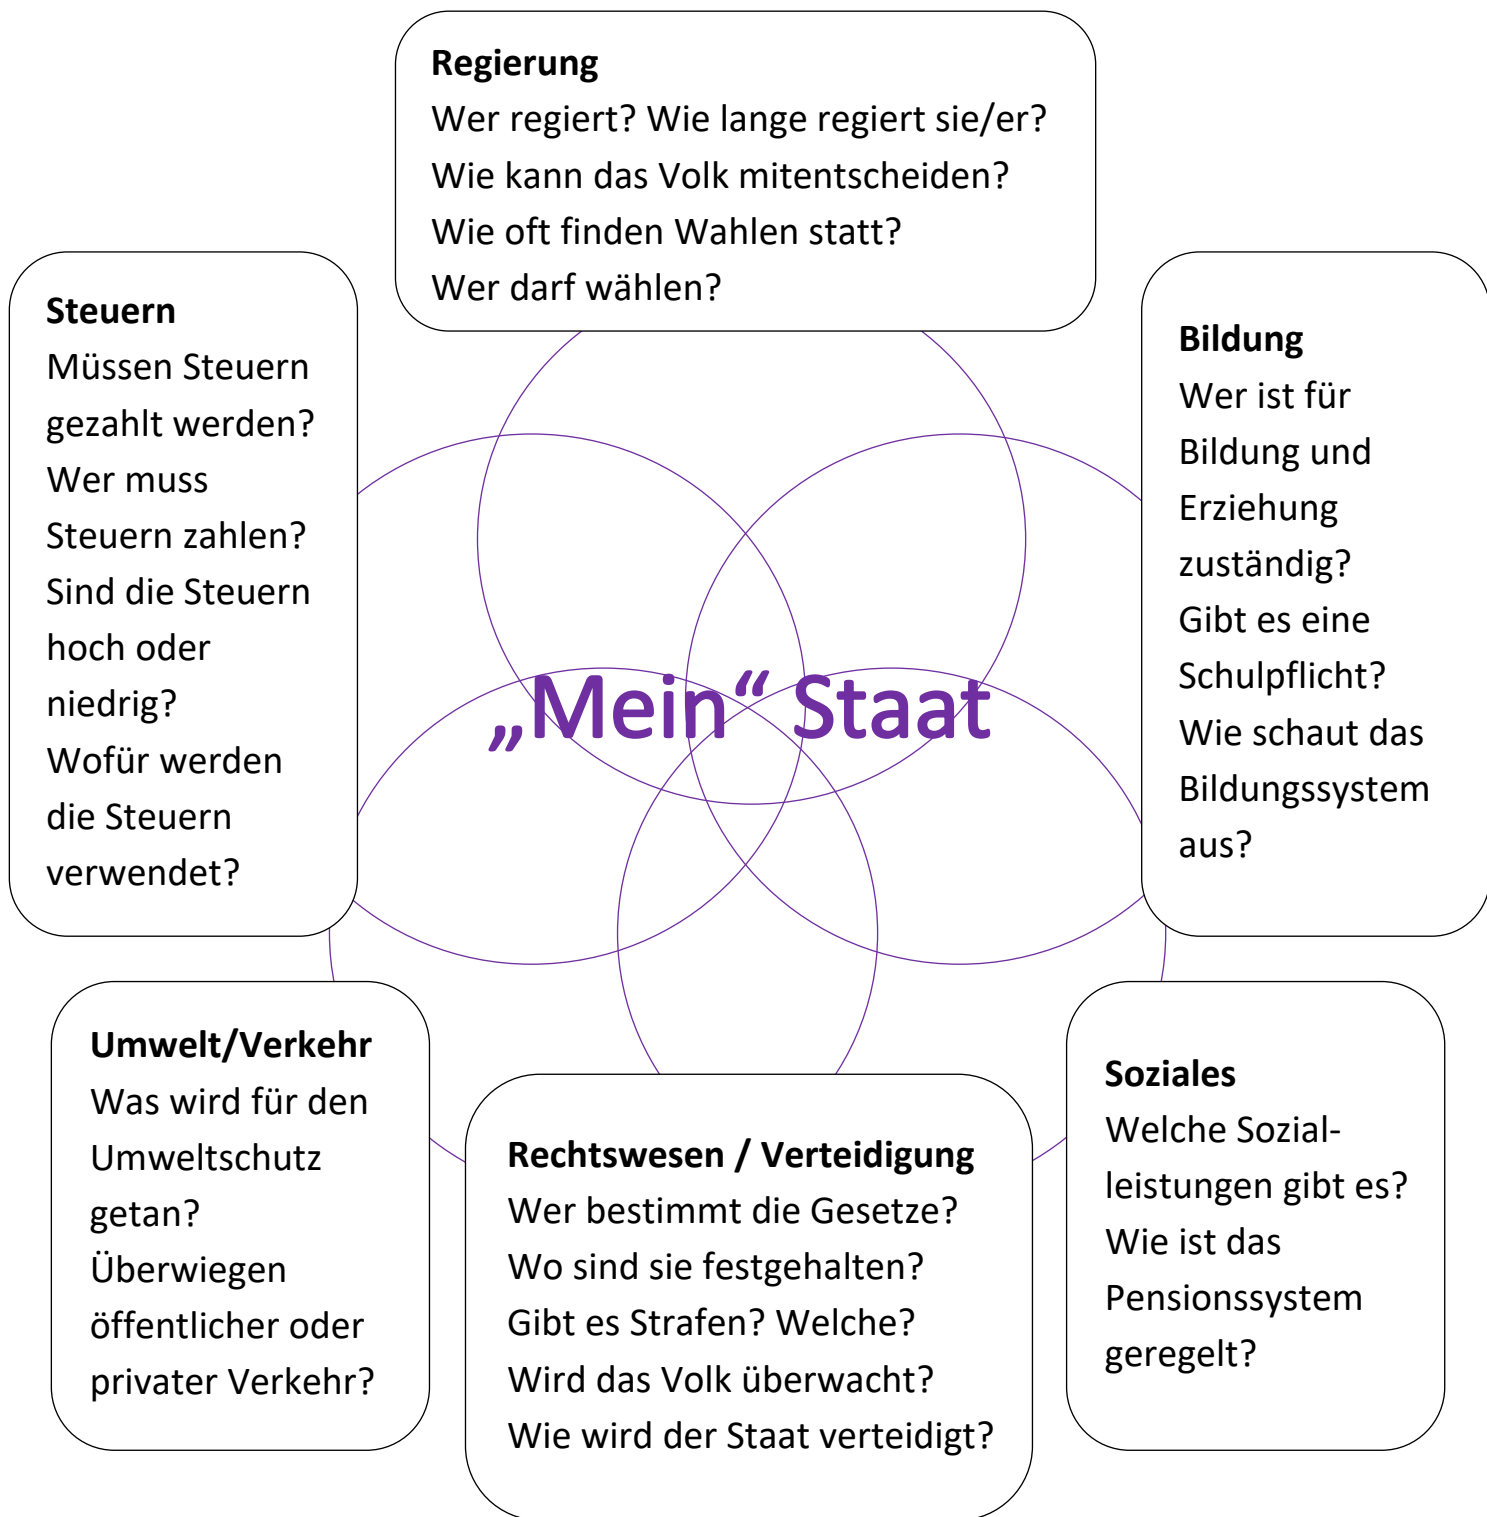 Regierung
Wer regiert? Wie lange regiert sie/er?
Wie kann das Volk mitentscheiden?
Wie oft finden Wahlen statt?
Wer darf wählen?
Steuern
Müssen Steuern
gezahlt werden?
Wer muss
Steuern zahlen?
Sind die Steuern
hoch oder
niedrig?
Wofür werden
die Steuern
verwendet?
Bildung
Wer ist für
Bildung und
Erziehung
zuständig?
Gibt es eine
Schulpflicht?
Wie schaut das
Bildungssystem
aus?
„Mein“ Staat
Umwelt/Verkehr
Was wird für den
Umweltschutz
getan?
Überwiegen
öffentlicher oder
privater Verkehr?
Rechtswesen / Verteidigung
Wer bestimmt die Gesetze?
Wo sind sie festgehalten?
Gibt es Strafen? Welche?
Wird das Volk überwacht?
Wie wird der Staat verteidigt?
Soziales
Welche Sozial-
leistungen gibt es?
Wie ist das
Pensionssystem
geregelt?